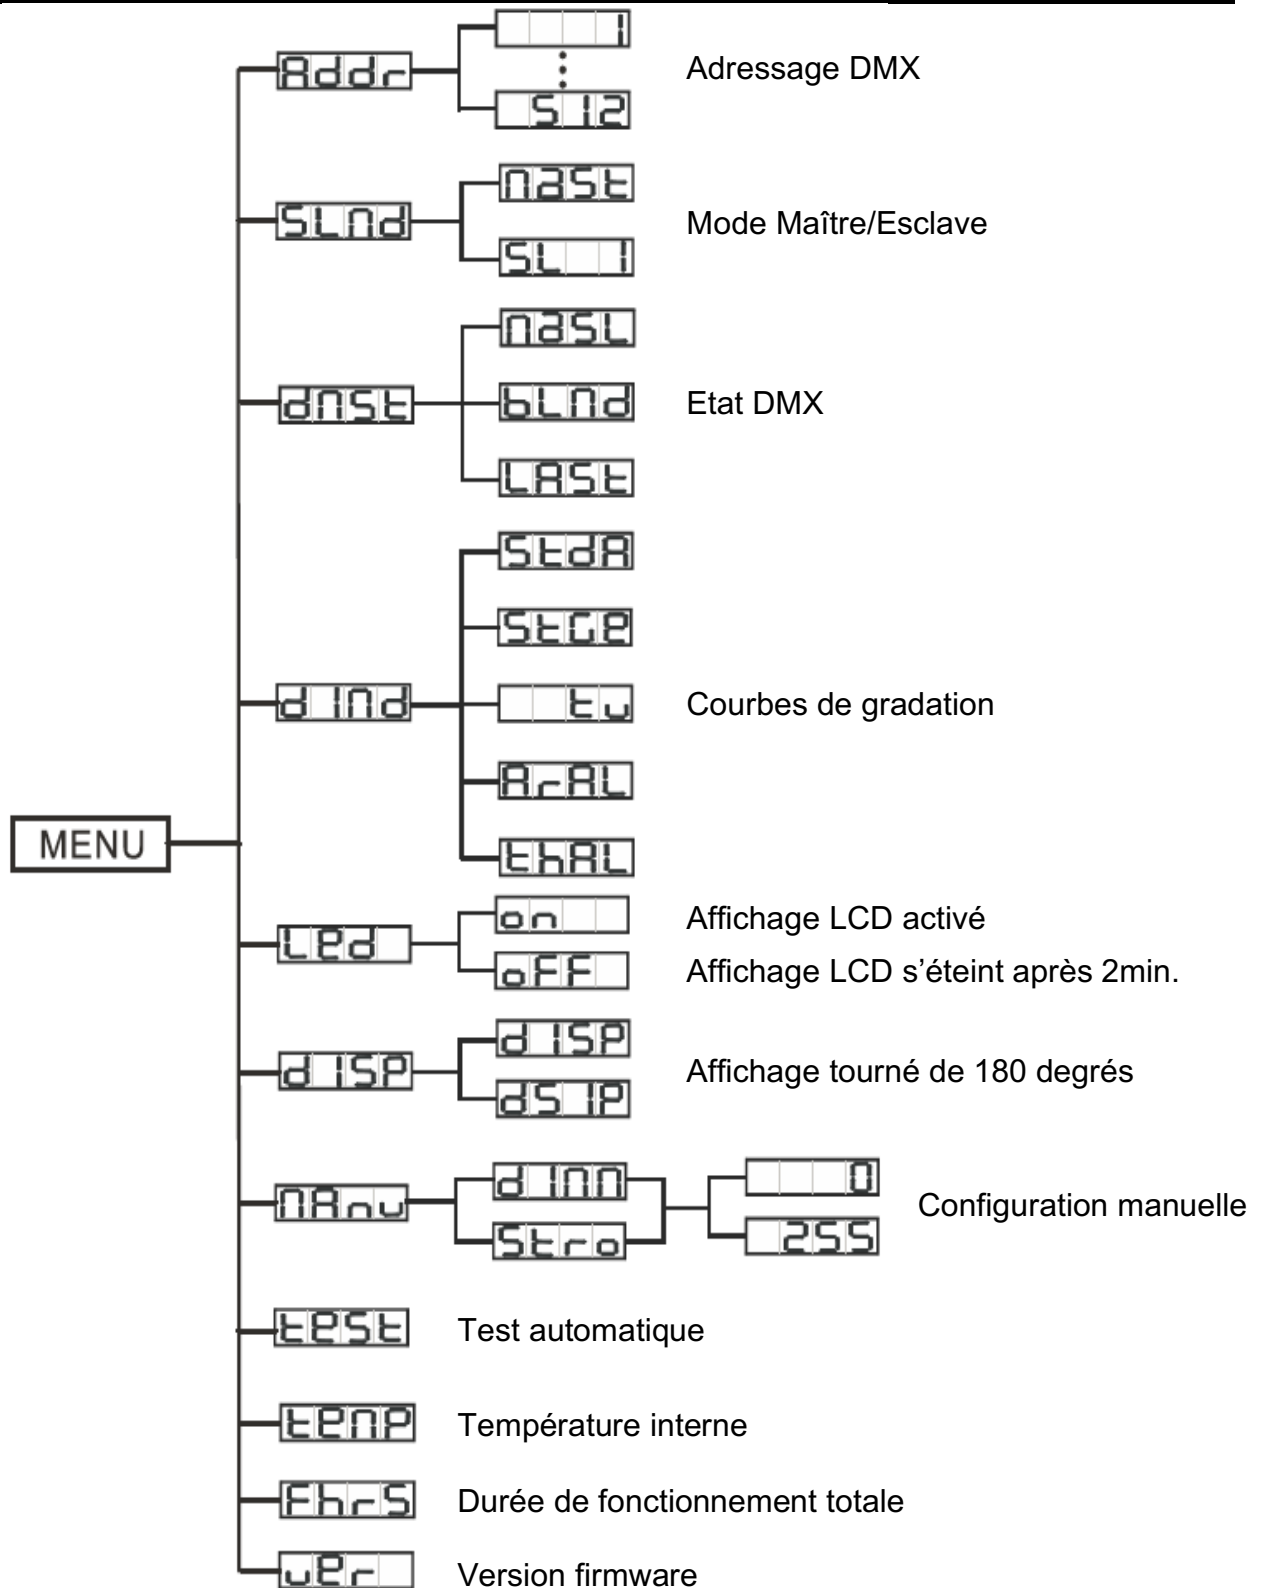 1
Addr
Adressage DMX
512
naSt
SLnd
Mode Maître/Esclave
SL 1
naSL
dnSt
bLnd
Etat DMX
LASt
StdA
StGe
dInd
tv
Courbes de gradation
ArAL
MENU
thAL
on
Affichage LCD activé
Led
oFF
Affichage LCD s’éteint après 2min.
dISP
dISP
Affichage tourné de 180 degrés
dSIP
dInn
0
nAnu
Configuration manuelle
Stro
255
teSt
Test automatique
tenP
Température interne
FhrS
Durée de fonctionnement totale
ver
Version firmware